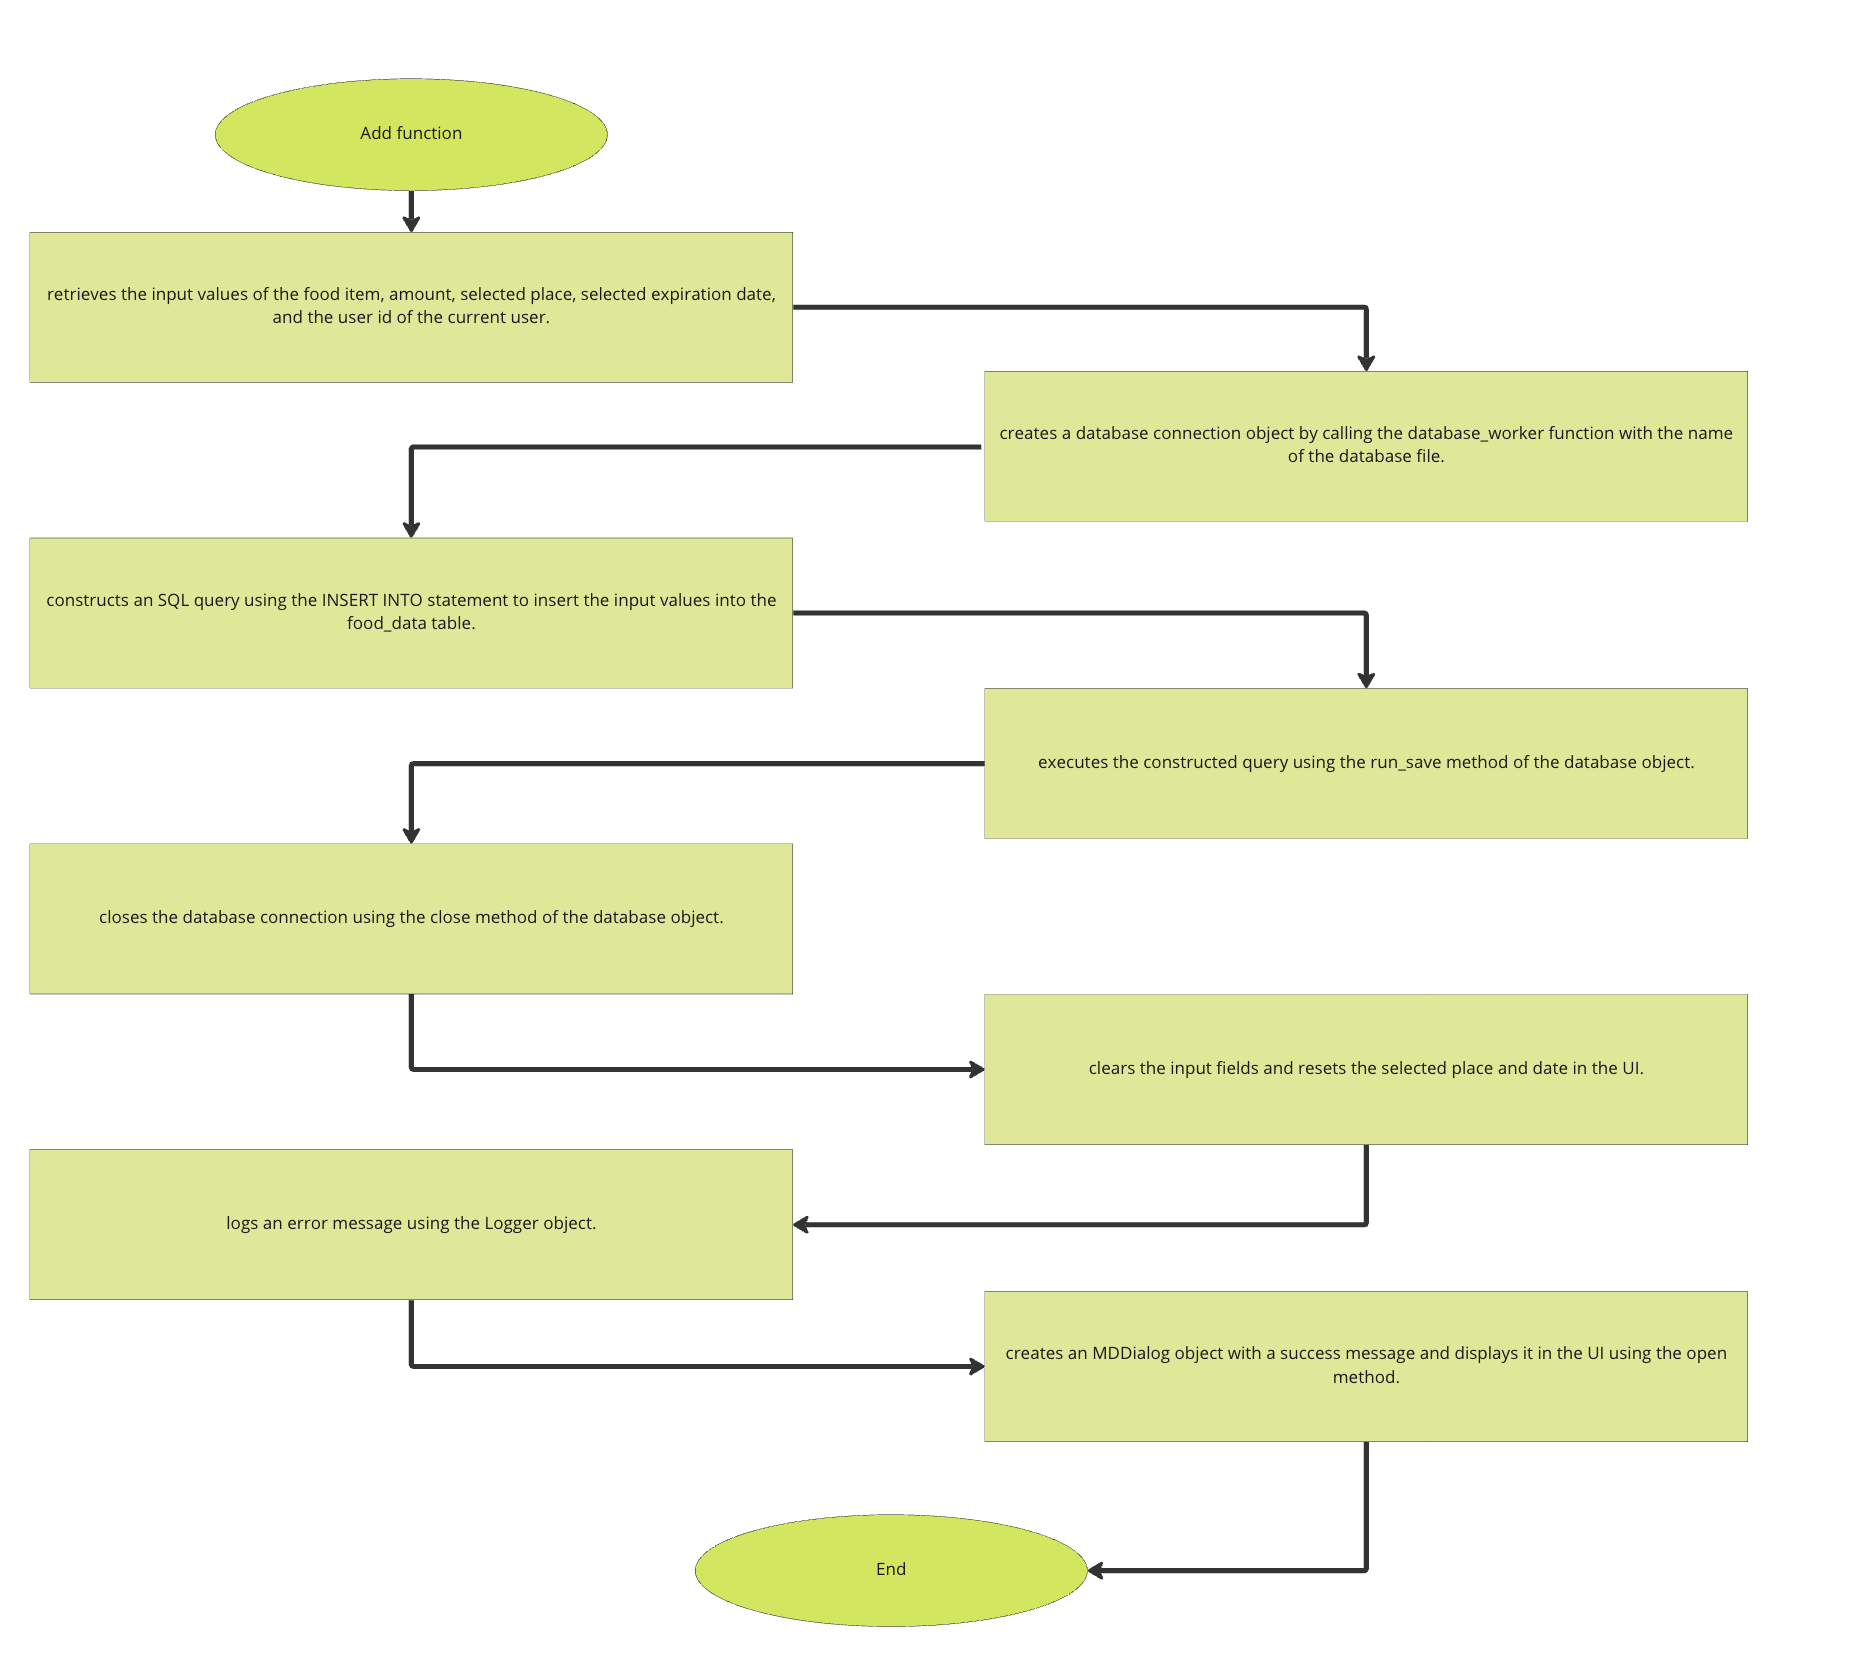 Add function
retrieves the input values of the food item, amount, selected place, selected expiration date,
and the user id of the current user.
creates a database connection object by calling the database_worker function with the name
of the database file.
constructs an SQL query using the INSERT INTO statement to insert the input values into the
food_data table.
executes the constructed query using the run_save method of the database object.
closes the database connection using the close method of the database object.
clears the input fields and resets the selected place and date in the UI.
logs an error message using the Logger object.
creates an MDDialog object with a success message and displays it in the UI using the open
method.
End